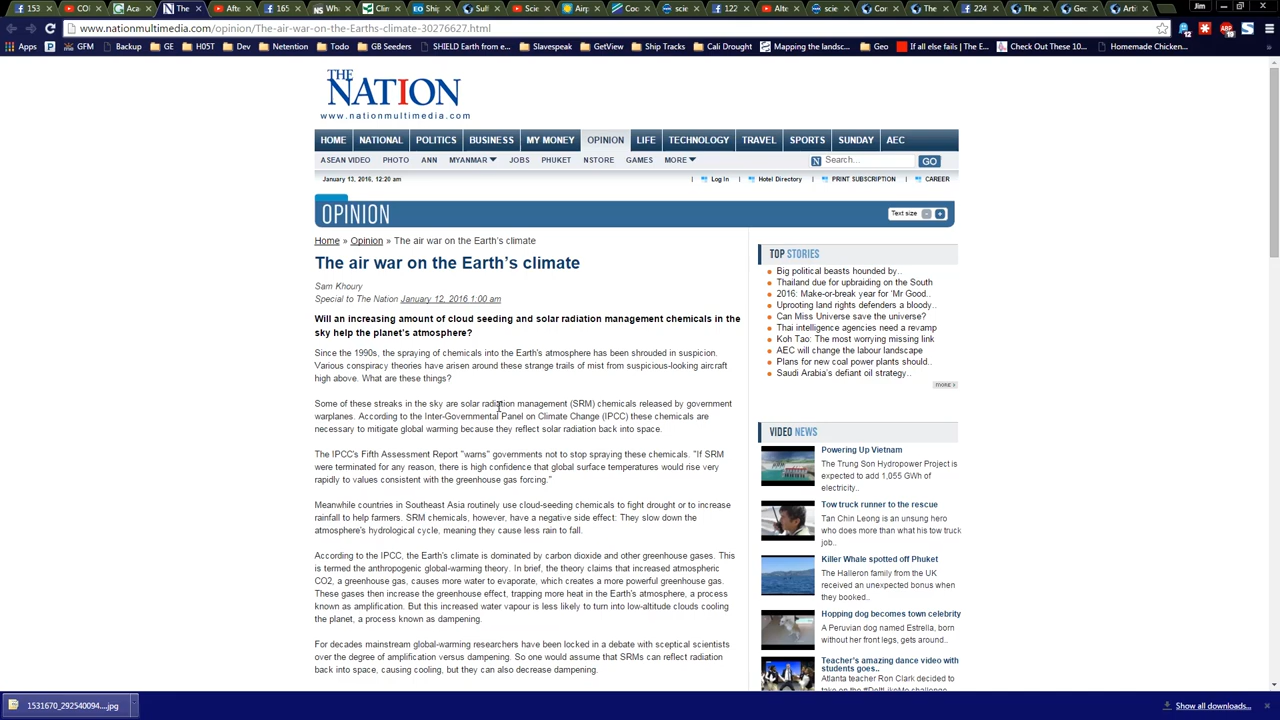 153
COI
Aca
The
Afte
165
Wh
Clin
EO
Ship
Sulf
Soci
Airp
Coc
scie
Afte
scie
The
Firs
224
The
Geo
Arti
Jim
www.nationmultimedia.com/opinion/The-air-war-on-the-Earths-climate-30276627.html
Apps
GFM
Backup
GE
H05T
Dev
Netention
Todo
GB Seeders
SHIELD Earth from e...
Slavespeak
GetView
Ship Tracks
Cali Drought
Mapping the landsc...
Geo
If all else fails | The E...
Check Out These 10...
Homemade Chicken...
THE
NATION
www.nationmultimedia.com
HOME NATIONAL POLITICS BUSINESS MY MONEY OPINION LIFE TECHNOLOGY TRAVEL SPORTS SUNDAY AEC
ASEAN VIDEO PHOTO ANN MYANMAR JOBS PHUKET NSTORE GAMES MORE
Search... GO
January 13, 2016, 12:20 am
| Log In | Hotel Directory | PRINT SUBSCRIPTION | CAREER
OPINION
Text size - +
Home » Opinion » The air war on the Earth's climate
The air war on the Earth's climate
Sam Khoury
Special to The Nation January 12, 2016 1:00 am
Will an increasing amount of cloud seeding and solar radiation management chemicals in the
sky help the planet's atmosphere?
Since the 1990s, the spraying of chemicals into the Earth's atmosphere has been shrouded in suspicion.
Various conspiracy theories have arisen around these strange trails of mist from suspicious-looking aircraft
high above. What are these things?
Some of these streaks in the sky are solar radiation management (SRM) chemicals released by government
warplanes. According to the Inter-Governmental Panel on Climate Change (IPCC) these chemicals are
necessary to mitigate global warming because they reflect solar radiation back into space.
The IPCC's Fifth Assessment Report "warns" governments not to stop spraying these chemicals. "If SRM
were terminated for any reason, there is high confidence that global surface temperatures would rise very
rapidly to values consistent with the greenhouse gas forcing."
Meanwhile countries in Southeast Asia routinely use cloud-seeding chemicals to fight drought or to increase
rainfall to help farmers. SRM chemicals, however, have a negative side effect: They slow down the
atmosphere's hydrological cycle, meaning they cause less rain to fall.
According to the IPCC, the Earth's climate is dominated by carbon dioxide and other greenhouse gases. This
is termed the anthropogenic global-warming theory. In brief, the theory claims that increased atmospheric
CO2, a greenhouse gas, causes more water to evaporate, which creates a more powerful greenhouse gas.
These gases then increase the greenhouse effect, trapping more heat in the Earth's atmosphere, a process
known as amplification. But this increased water vapour is less likely to turn into low-altitude clouds cooling
the planet, a process known as dampening.
For decades mainstream global-warming researchers have been locked in a debate with sceptical scientists
over the degree of amplification versus dampening. So one would assume that SRMs can reflect radiation
back into space, causing cooling, but they can also decrease dampening.
TOP STORIES
Big political beasts hounded by..
Thailand due for upbraiding on the South
2016: Make-or-break year for 'Mr Good..
Uprooting land rights defenders a bloody..
Can Miss Universe save the universe?
Thai intelligence agencies need a revamp
Koh Tao: The most worrying missing link
AEC will change the labour landscape
Plans for new coal power plants should..
Saudi Arabia's defiant oil strategy..
more
VIDEO NEWS
Powering Up Vietnam
The Trung Son Hydropower Project is
expected to add 1,055 GWh of
electricity..
Tow truck runner to the rescue
Tan Chin Leong is an unsung hero
who does more than what his tow truck
job..
Killer Whale spotted off Phuket
The Halleron family from the UK
received an unexpected bonus when
they booked..
Hopping dog becomes town celebrity
A Peruvian dog named Estrella, born
without her front legs, gets around..
Teacher's amazing dance video with
students goes..
Atlanta teacher Ron Clark decided to
take on the #DoItLikeMe challenge
1531670_292540094....jpg
Show all downloads...